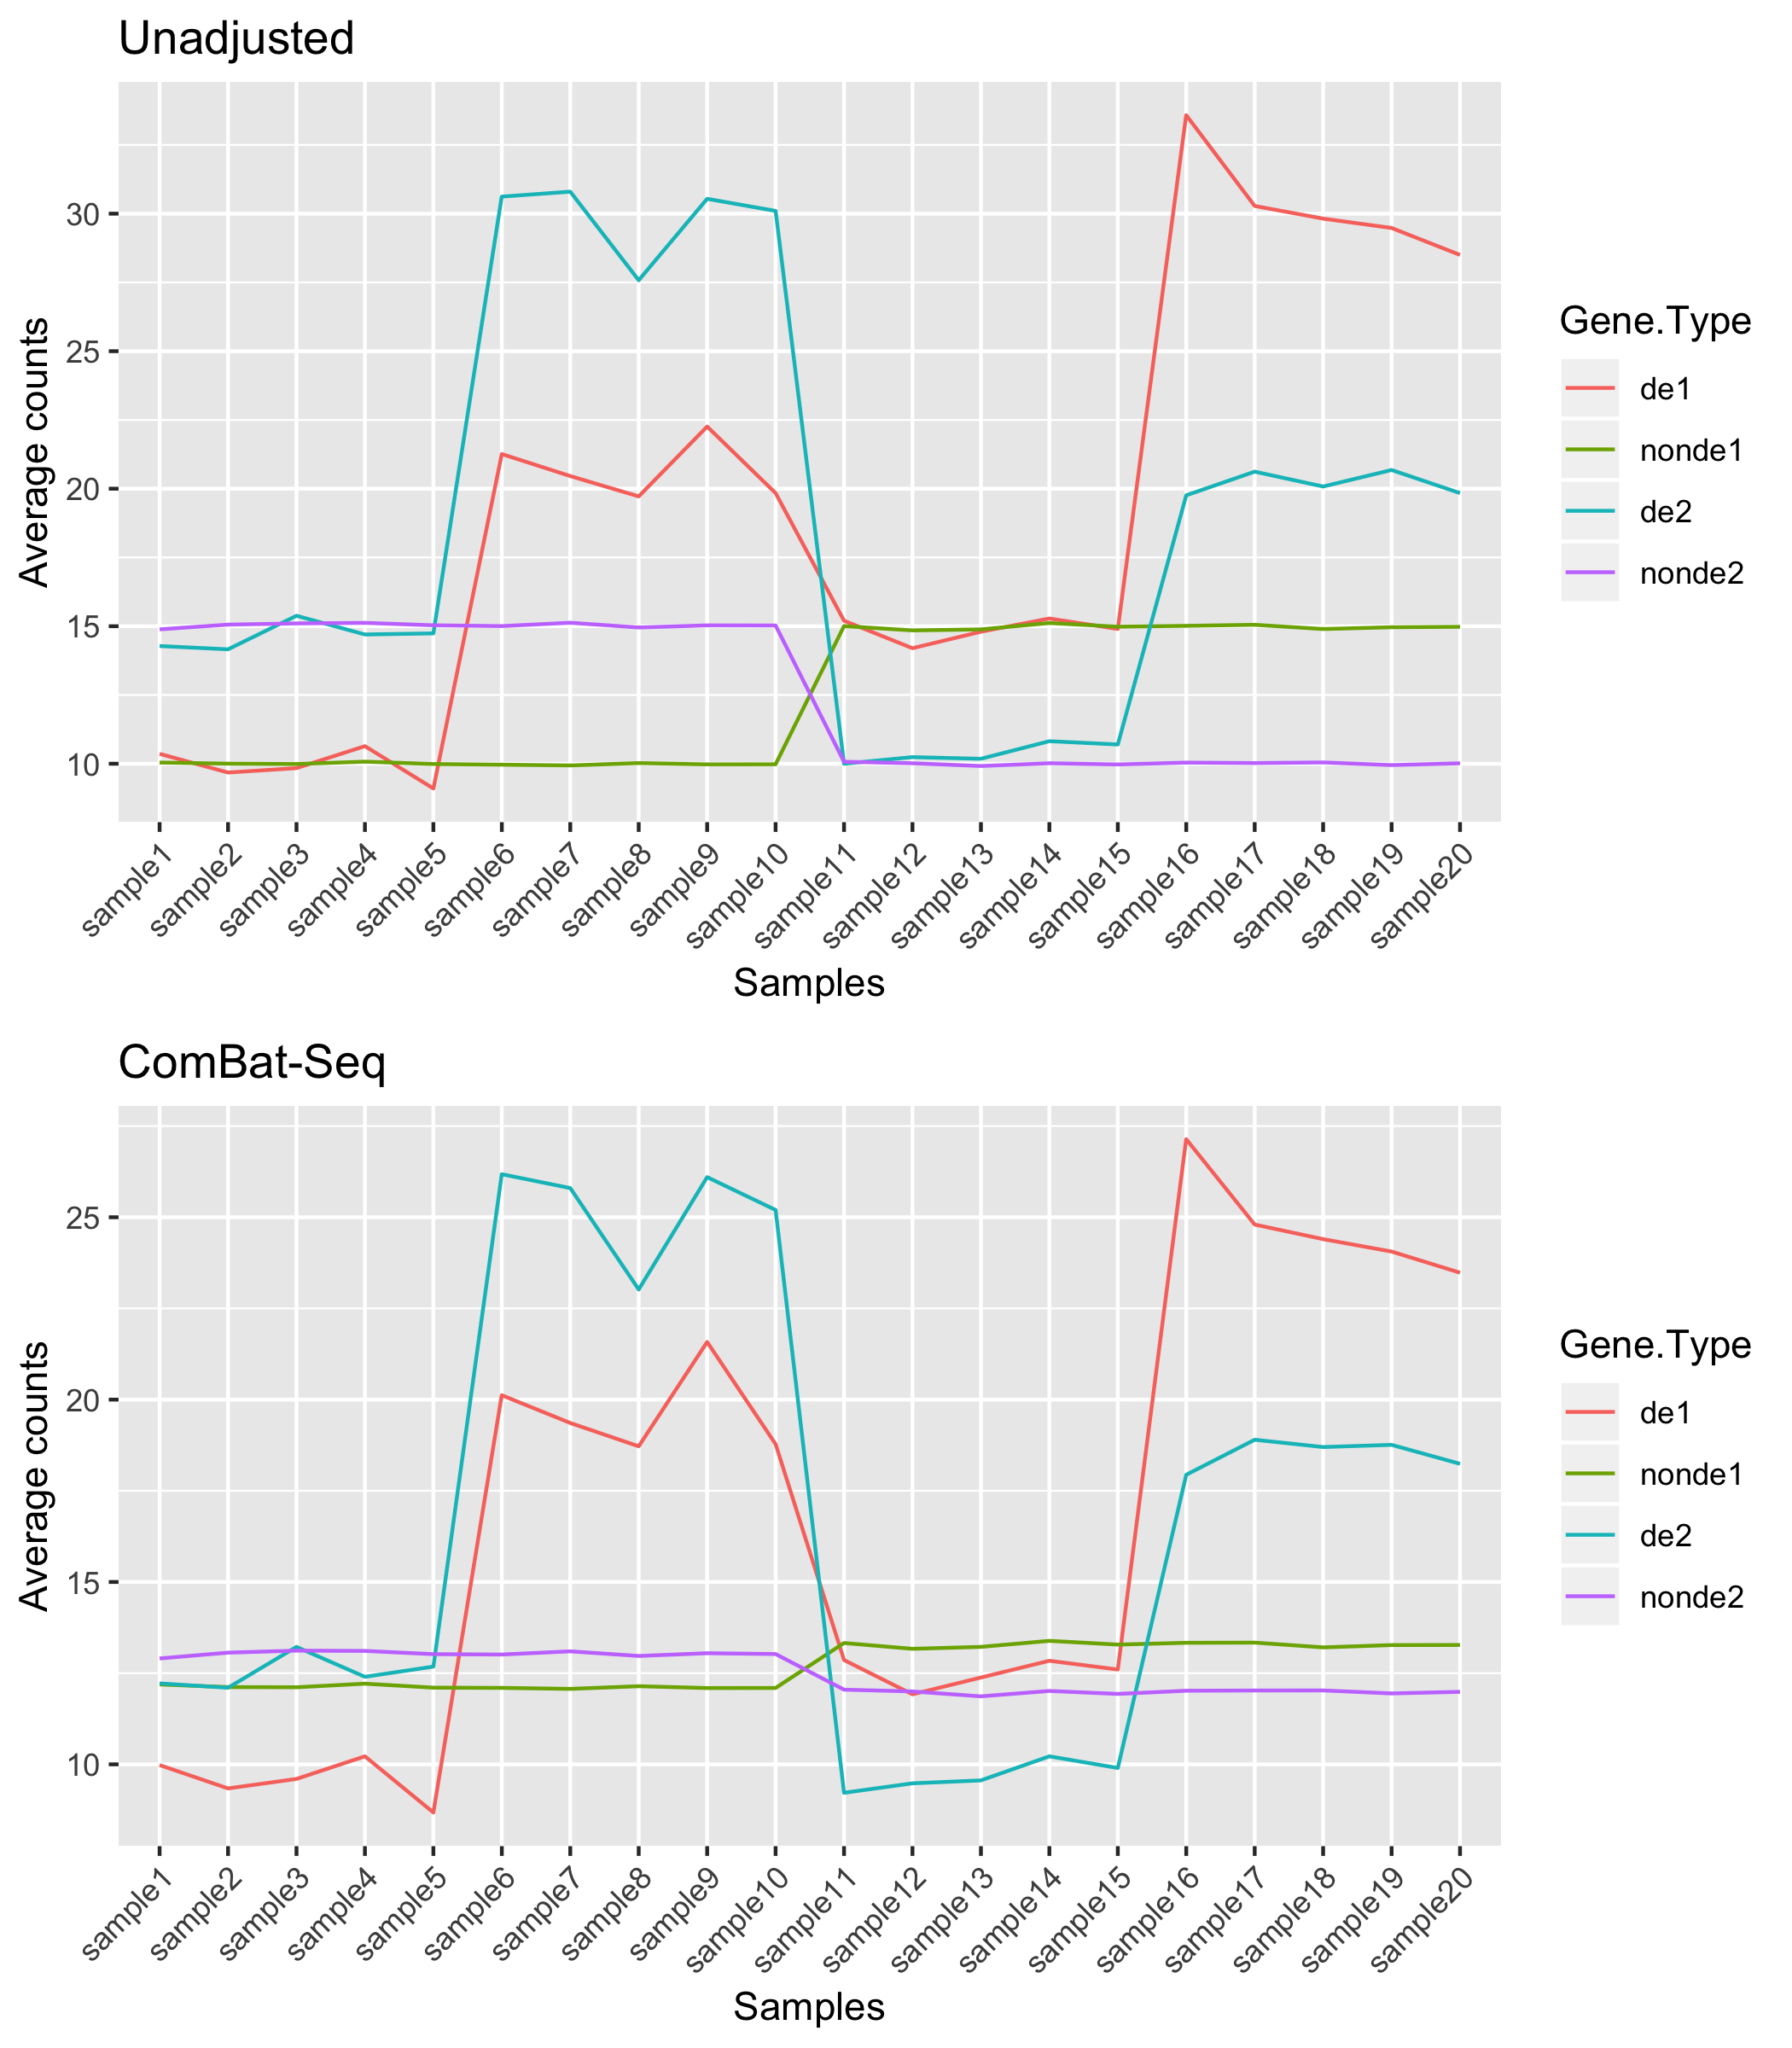 Unadjusted
Average counts
30
25
20
15
10
sample1
sample2
sample3
sample4
sample5
sample6
sample7
sample8
sample9
sample10
sample11
sample12
sample13
sample14
sample15
sample16
sample17
sample18
sample19
sample20
Samples
Gene.Type
de1
nonde1
de2
nonde2
ComBat-Seq
Average counts
25
20
15
10
sample1
sample2
sample3
sample4
sample5
sample6
sample7
sample8
sample9
sample10
sample11
sample12
sample13
sample14
sample15
sample16
sample17
sample18
sample19
sample20
Samples
Gene.Type
de1
nonde1
de2
nonde2